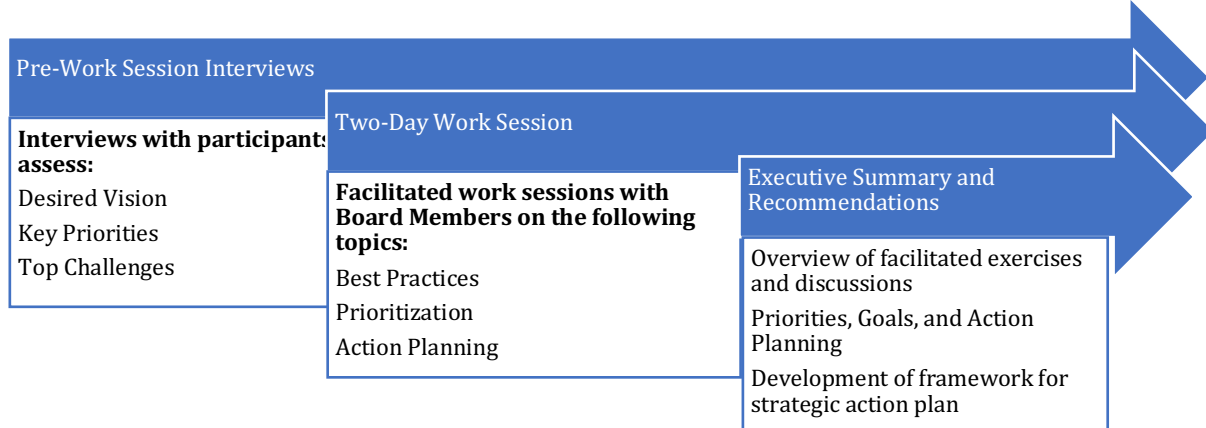 Pre-Work Session Interviews
Interviews with participants
assess:
Desired Vision
Key Priorities
Top Challenges
Two-Day Work Session
Facilitated work sessions with
Board Members on the following
topics:
Best Practices
Prioritization
Action Planning
Executive Summary and
Recommendations
Overview of facilitated exercises
and discussions
Priorities, Goals, and Action
Planning
Development of framework for
strategic action plan